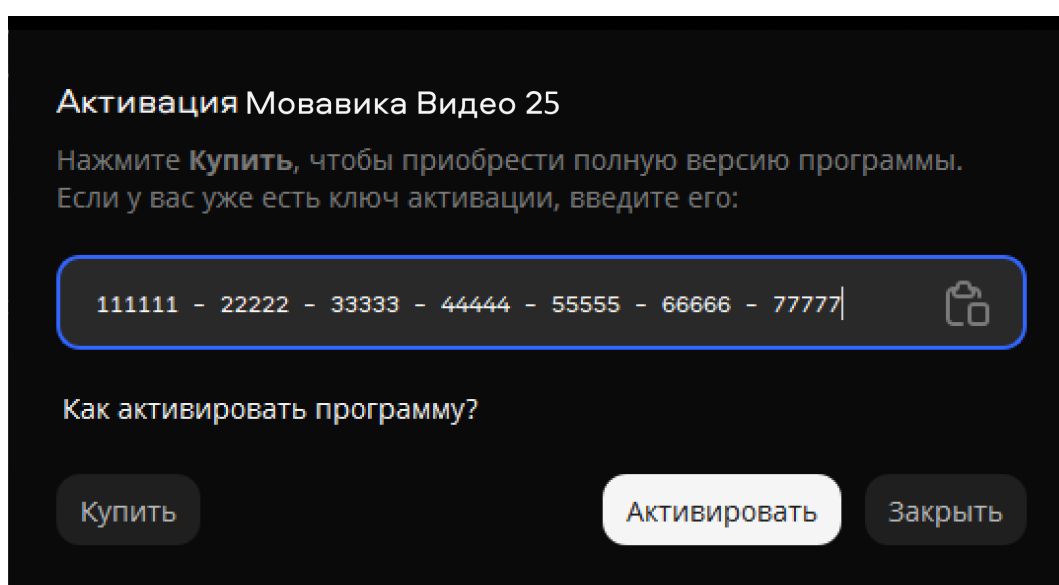 Активация Мовавика Видео 25
Нажмите Купить, чтобы приобрести полную версию программы.
Если у вас уже есть ключ активации, введите его:
111111 - 22222 - 33333 - 44444 - 55555 - 66666 - 77777
Как активировать программу?
Купить
Активировать
Закрыть